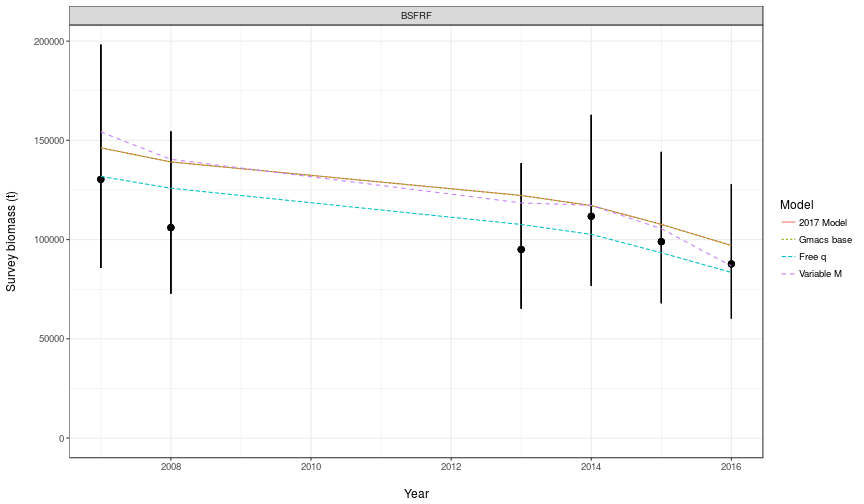 BSFRF
200000
150000
100000
50000
0
Survey biomass (t)
2008
2010
2012
2014
2016
Year
Model
2017 Model
Gmacs base
Free q
Variable M